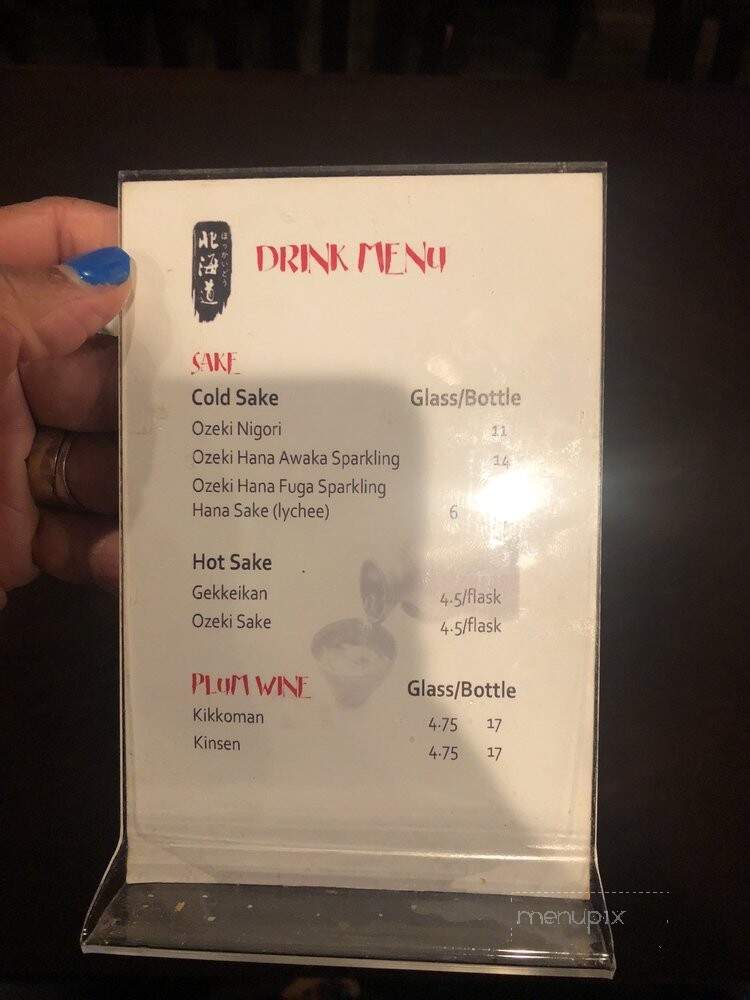 北海道
ほっかいどう
DRINK MENU
SAKE
Cold Sake Glass/Bottle
Ozeki Nigori 11
Ozeki Hana Awaka Sparkling 14
Ozeki Hana Fuga Sparkling
Hana Sake (lychee) 6
Hot Sake
Gekkeikan 4.5/flask
Ozeki Sake 4.5/flask
PLUM WINE Glass/Bottle
Kikkoman 4.75 17
Kinsen 4.75 17
menupix